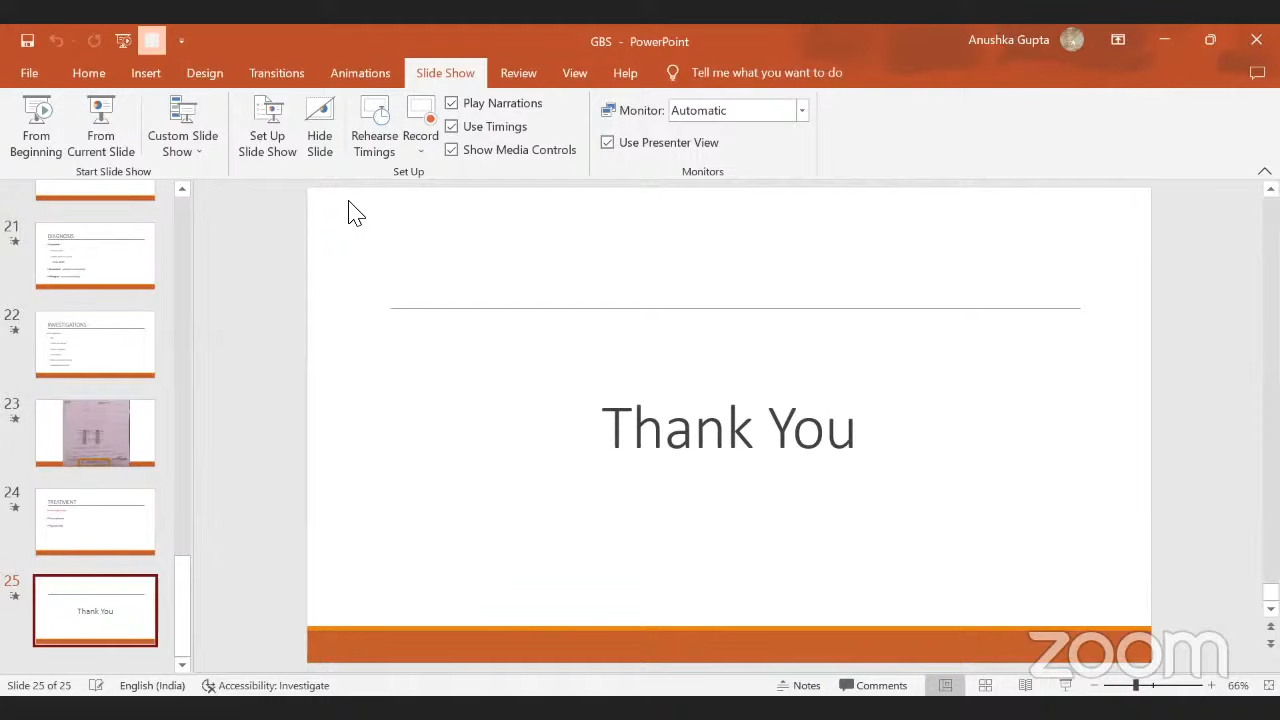 GBS - PowerPoint
Anushka Gupta
File Home Insert Design Transitions Animations Slide Show Review View Help Tell me what you want to do
From Beginning
From Current Slide
Custom Slide Show
Start Slide Show
Set Up Slide Show
Hide Slide
Rehearse Timings
Record
Play Narrations
Use Timings
Show Media Controls
Set Up
Monitor: Automatic
Use Presenter View
Monitors
21
DIAGNOSIS
22
INVESTIGATIONS
23
24
TREATMENT
25
Thank You
Thank You
zoom
Slide 25 of 25 English (India) Accessibility: Investigate Notes Comments 66%